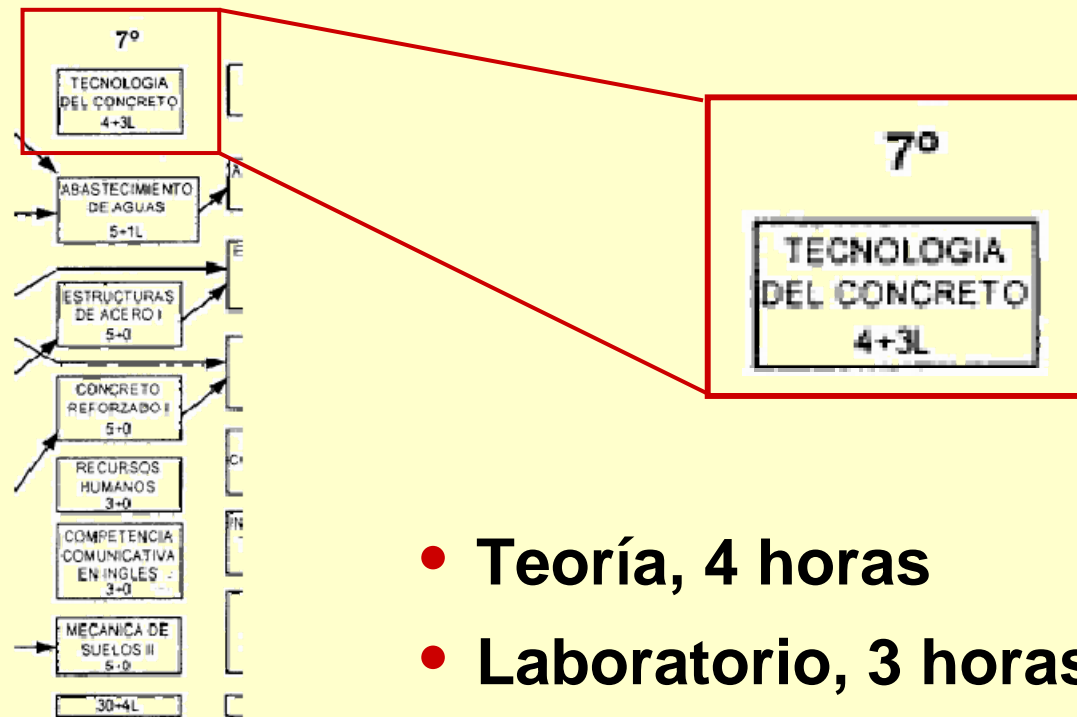 7º
TECNOLOGIA
DEL CONCRETO
4+3L
ABASTECIMIENTO
DE AGUAS
5+1L
ESTRUCTURAS
DE ACERO I
5+0
CONCRETO
REFORZADO II
5+0
RECURSOS
HUMANOS
3+0
COMPETENCIA
COMUNICATIVA
EN INGLES
3+0
MECANICA DE
SUELOS II
5+0
30+4L
7º
TECNOLOGIA
DEL CONCRETO
4+3L
• Teoría, 4 horas
• Laboratorio, 3 horas